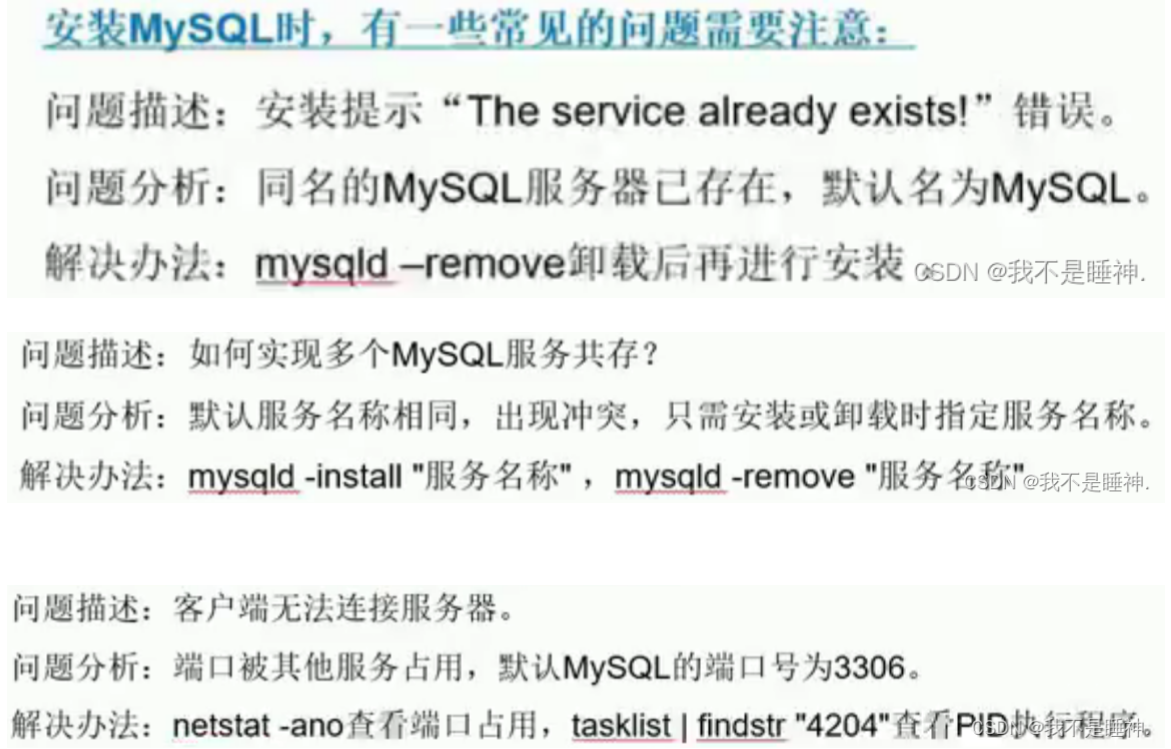 安装MySQL时，有一些常见的问题需要注意：
问题描述：安装提示“The service already exists!”错误。
问题分析：同名的MySQL服务器已存在，默认名为MySQL。
解决办法：mysqld –remove卸载后再进行安装 CSDN @我不是睡神.
问题描述：如何实现多个MySQL服务共存？
问题分析：默认服务名称相同，出现冲突，只需安装或卸载时指定服务名称。
解决办法：mysqld -install "服务名称"，mysqld -remove "服务名称" CSDN @我不是睡神.
问题描述：客户端无法连接服务器。
问题分析：端口被其他服务占用，默认MySQL的端口号为3306。
解决办法：netstat -ano查看端口占用，tasklist | findstr "4204"查看PID执行程序。 CSDN @我不是睡神.